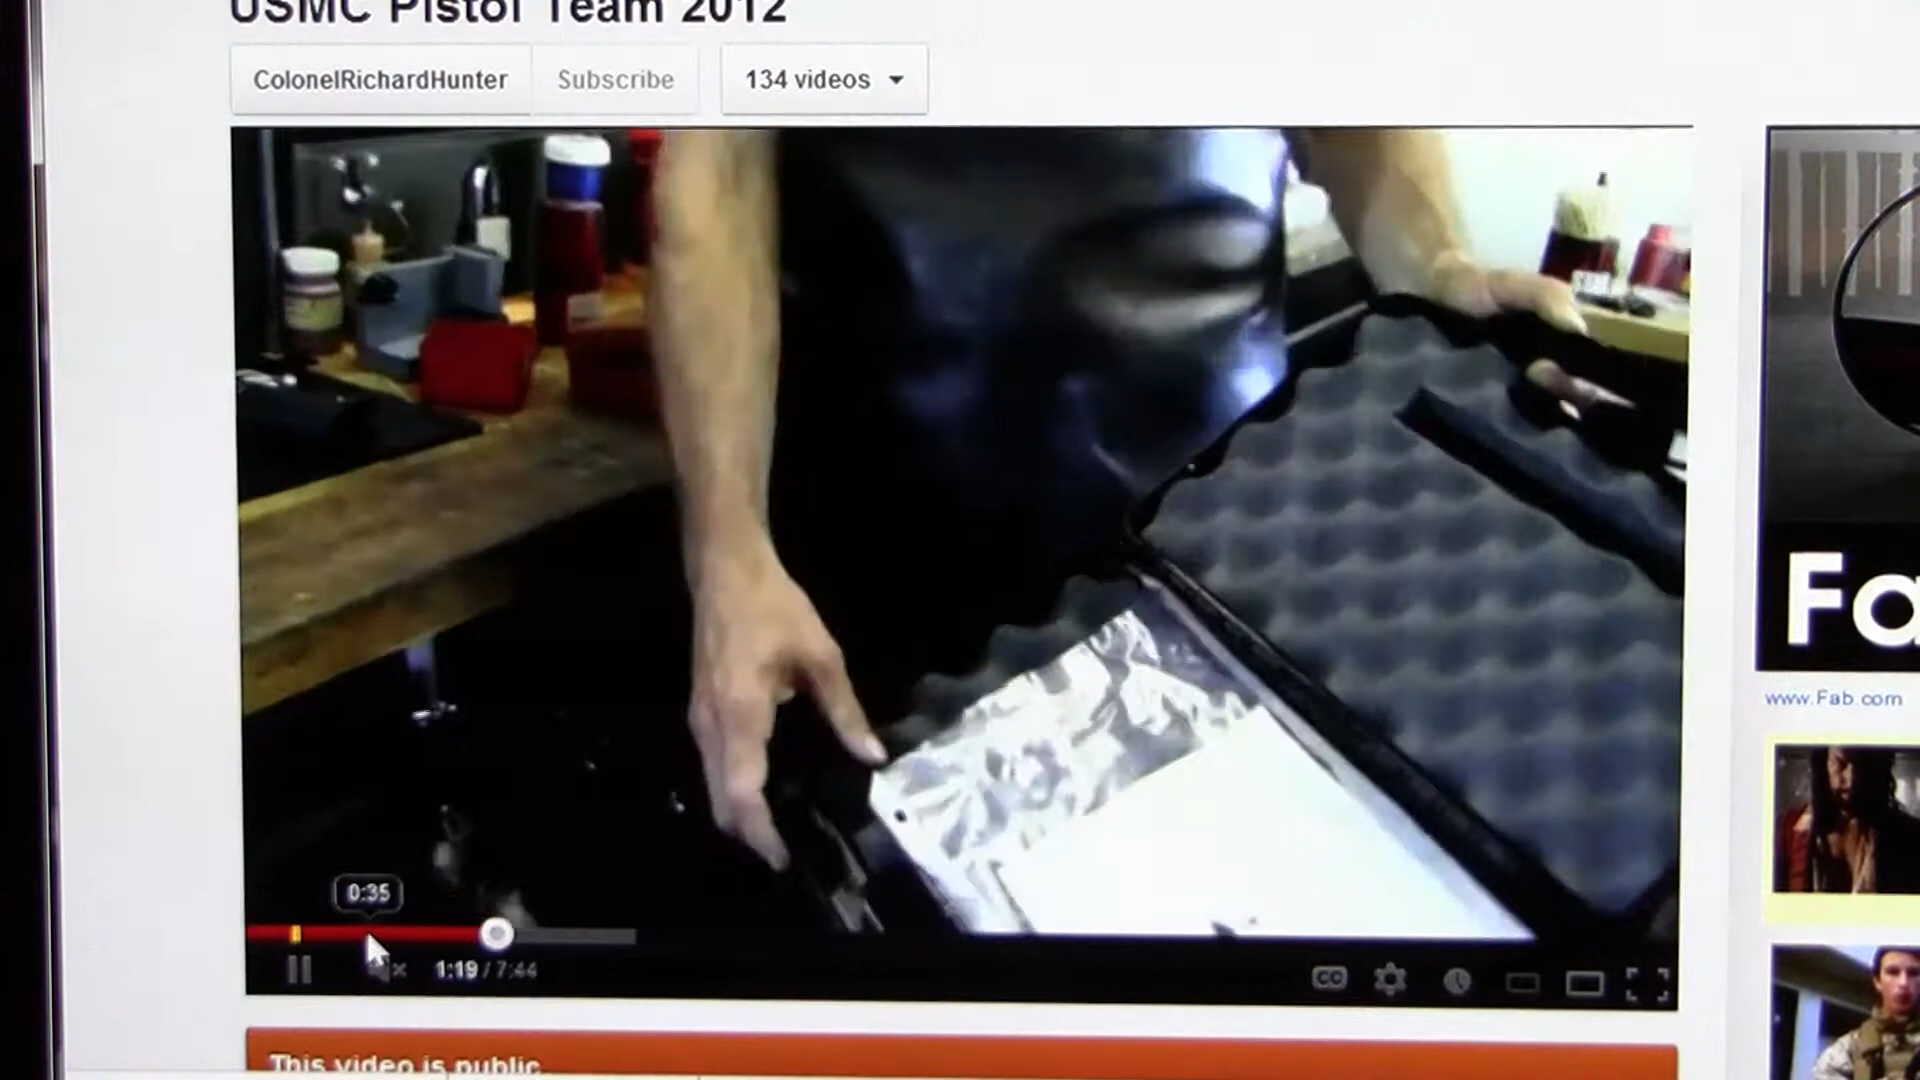 USMC Pistol Team 2012
ColonelRichardHunter Subscribe 134 videos
Fa
www.Fab.com
0:35
1:19 / 7:44
CC
This video is public